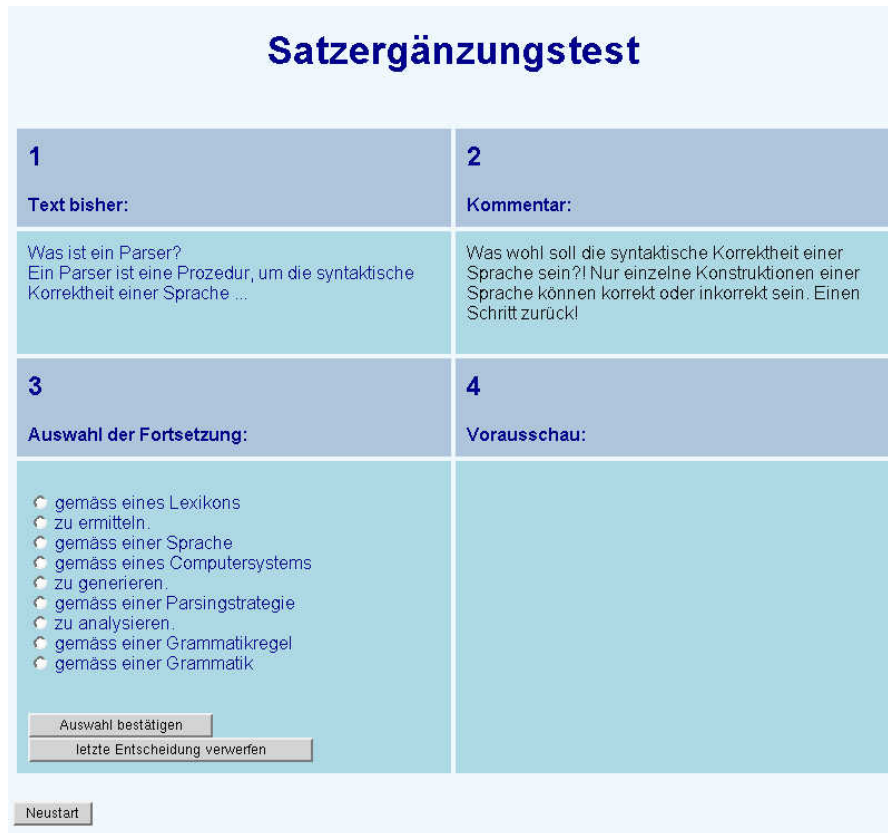 Satzergänzungstest
1
Text bisher:
2
Kommentar:
Was ist ein Parser?
Ein Parser ist eine Prozedur, um die syntaktische
Korrektheit einer Sprache ...
Was wohl soll die syntaktische Korrektheit einer
Sprache sein?! Nur einzelne Konstruktionen einer
Sprache können korrekt oder inkorrekt sein. Einen
Schritt zurück!
3
Auswahl der Fortsetzung:
4
Vorausschau:
gemäss eines Lexikons
zu ermitteln.
gemäss einer Sprache
gemäss eines Computersystems
zu generieren.
gemäss einer Parsingstrategie
zu analysieren.
gemäss einer Grammatikregel
gemäss einer Grammatik
Auswahl bestätigen
letzte Entscheidung verwerfen
Neustart